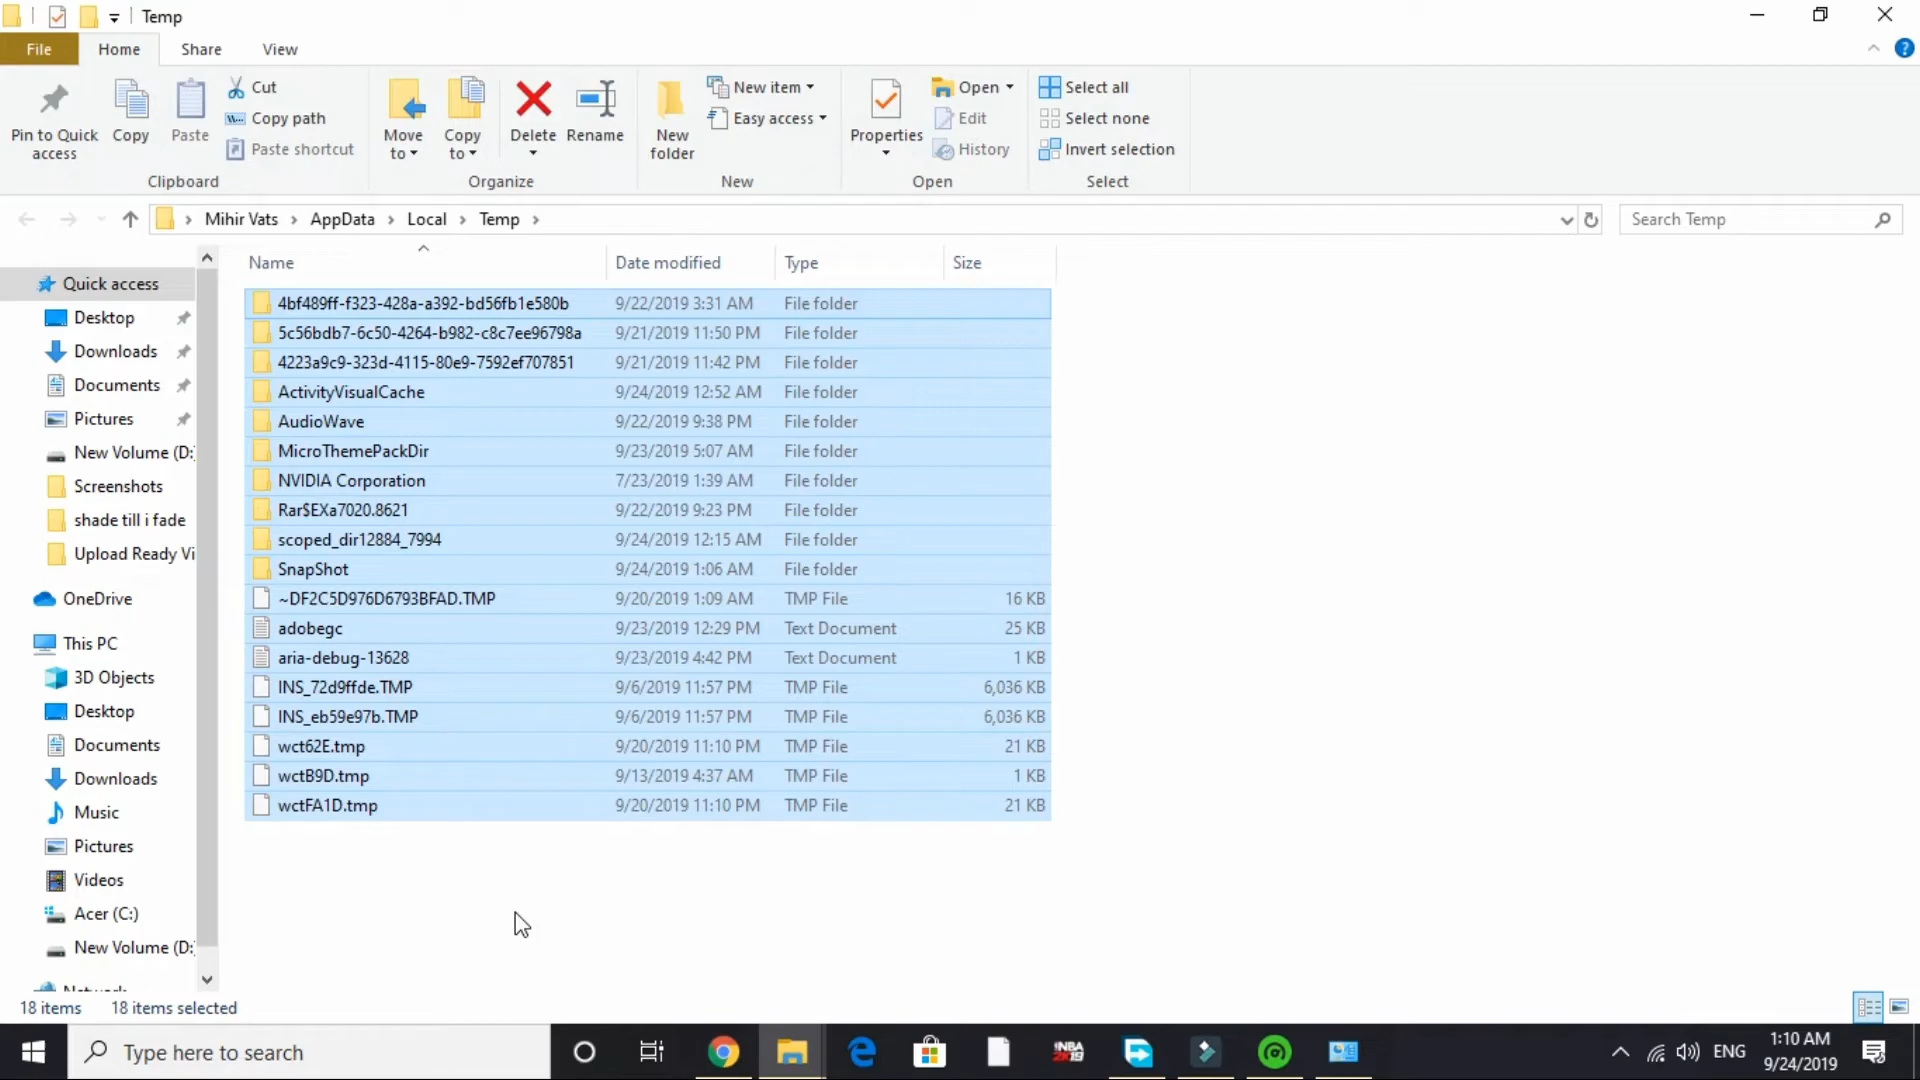 Temp
File
Home
Share
View
Pin to Quick access
Copy
Paste
Cut
Copy path
Paste shortcut
Clipboard
Move to
Copy to
Delete
Rename
Organize
New folder
New item
Easy access
New
Properties
Open
Edit
History
Open
Select all
Select none
Invert selection
Select
Mihir Vats > AppData > Local > Temp >
Search Temp
Name Date modified Type Size
Quick access
Desktop
Downloads
Documents
Pictures
New Volume (D:
Screenshots
shade till i fade
Upload Ready Vi
OneDrive
This PC
3D Objects
Desktop
Documents
Downloads
Music
Pictures
Videos
Acer (C:)
New Volume (D:
4bf489ff-f323-428a-a392-bd56fb1e580b 9/22/2019 3:31 AM File folder
5c56bdb7-6c50-4264-b982-c8c7ee96798a 9/21/2019 11:50 PM File folder
4223a9c9-323d-4115-80e9-7592ef707851 9/21/2019 11:42 PM File folder
ActivityVisualCache 9/24/2019 12:52 AM File folder
AudioWave 9/22/2019 9:38 PM File folder
MicroThemePackDir 9/23/2019 5:07 AM File folder
NVIDIA Corporation 7/23/2019 1:39 AM File folder
Rar$EXa7020.8621 9/22/2019 9:23 PM File folder
scoped_dir12884_7994 9/24/2019 12:15 AM File folder
SnapShot 9/24/2019 1:06 AM File folder
~DF2C5D976D6793BFAD.TMP 9/20/2019 1:09 AM TMP File 16 KB
adobegc 9/23/2019 12:29 PM Text Document 25 KB
aria-debug-13628 9/23/2019 4:42 PM Text Document 1 KB
INS_72d9ffde.TMP 9/6/2019 11:57 PM TMP File 6,036 KB
INS_eb59e97b.TMP 9/6/2019 11:57 PM TMP File 6,036 KB
wct62E.tmp 9/20/2019 11:10 PM TMP File 21 KB
wctB9D.tmp 9/13/2019 4:37 AM TMP File 1 KB
wctFA1D.tmp 9/20/2019 11:10 PM TMP File 21 KB
18 items 18 items selected
Type here to search
NBA 2K19
ENG
1:10 AM
9/24/2019